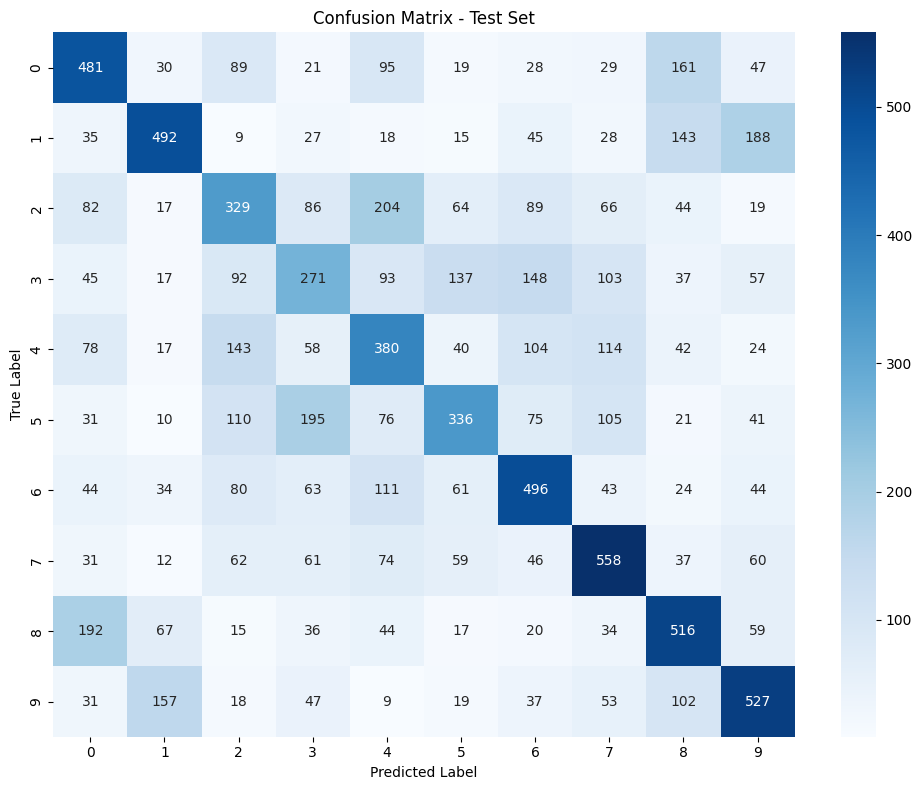 Confusion Matrix - Test Set
0 481 30 89 21 95 19 28 29 161 47
1 35 492 9 27 18 15 45 28 143 188
2 82 17 329 86 204 64 89 66 44 19
3 45 17 92 271 93 137 148 103 37 57
4 78 17 143 58 380 40 104 114 42 24
5 31 10 110 195 76 336 75 105 21 41
6 44 34 80 63 111 61 496 43 24 44
7 31 12 62 61 74 59 46 558 37 60
8 192 67 15 36 44 17 20 34 516 59
9 31 157 18 47 9 19 37 53 102 527
0 1 2 3 4 5 6 7 8 9
Predicted Label
True Label
500
400
300
200
100